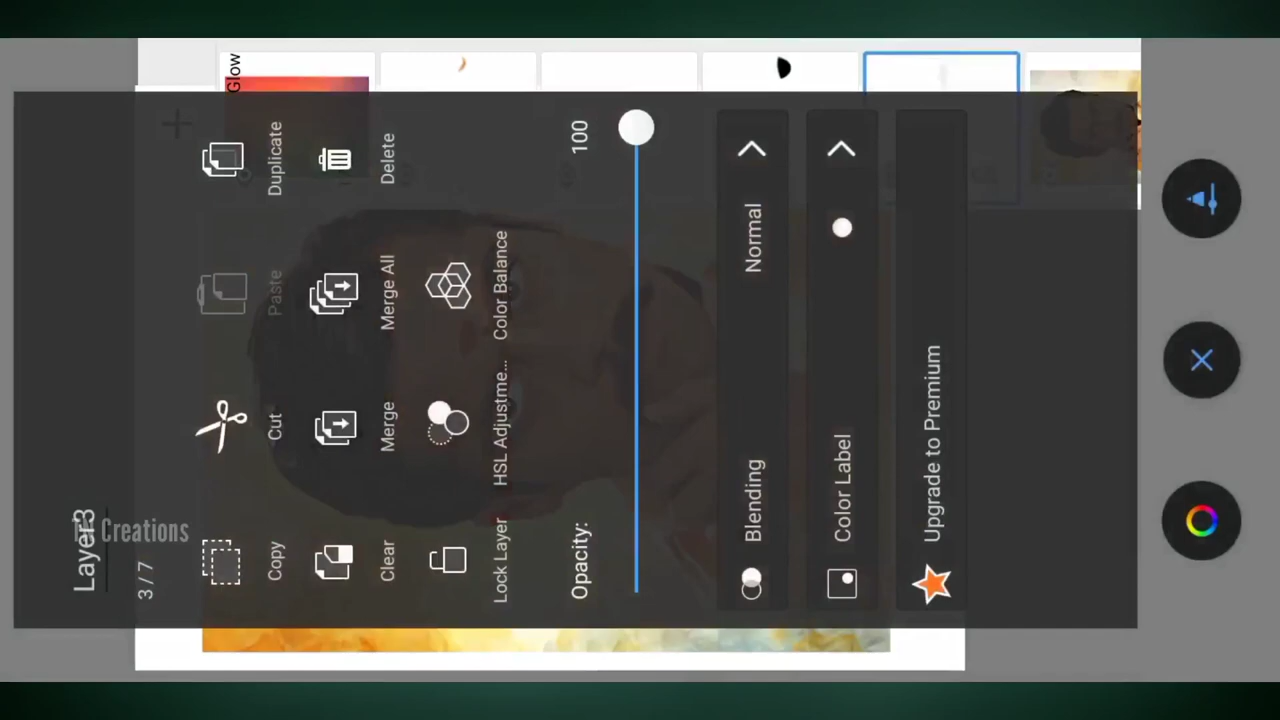 Glow
Layer3
3 / 7
Creations
Copy
Cut
Paste
Duplicate
Clear
Merge
Merge All
Delete
Lock Layer
HSL Adjustme...
Color Balance
Opacity:
100
Blending
Normal
Color Label
Upgrade to Premium